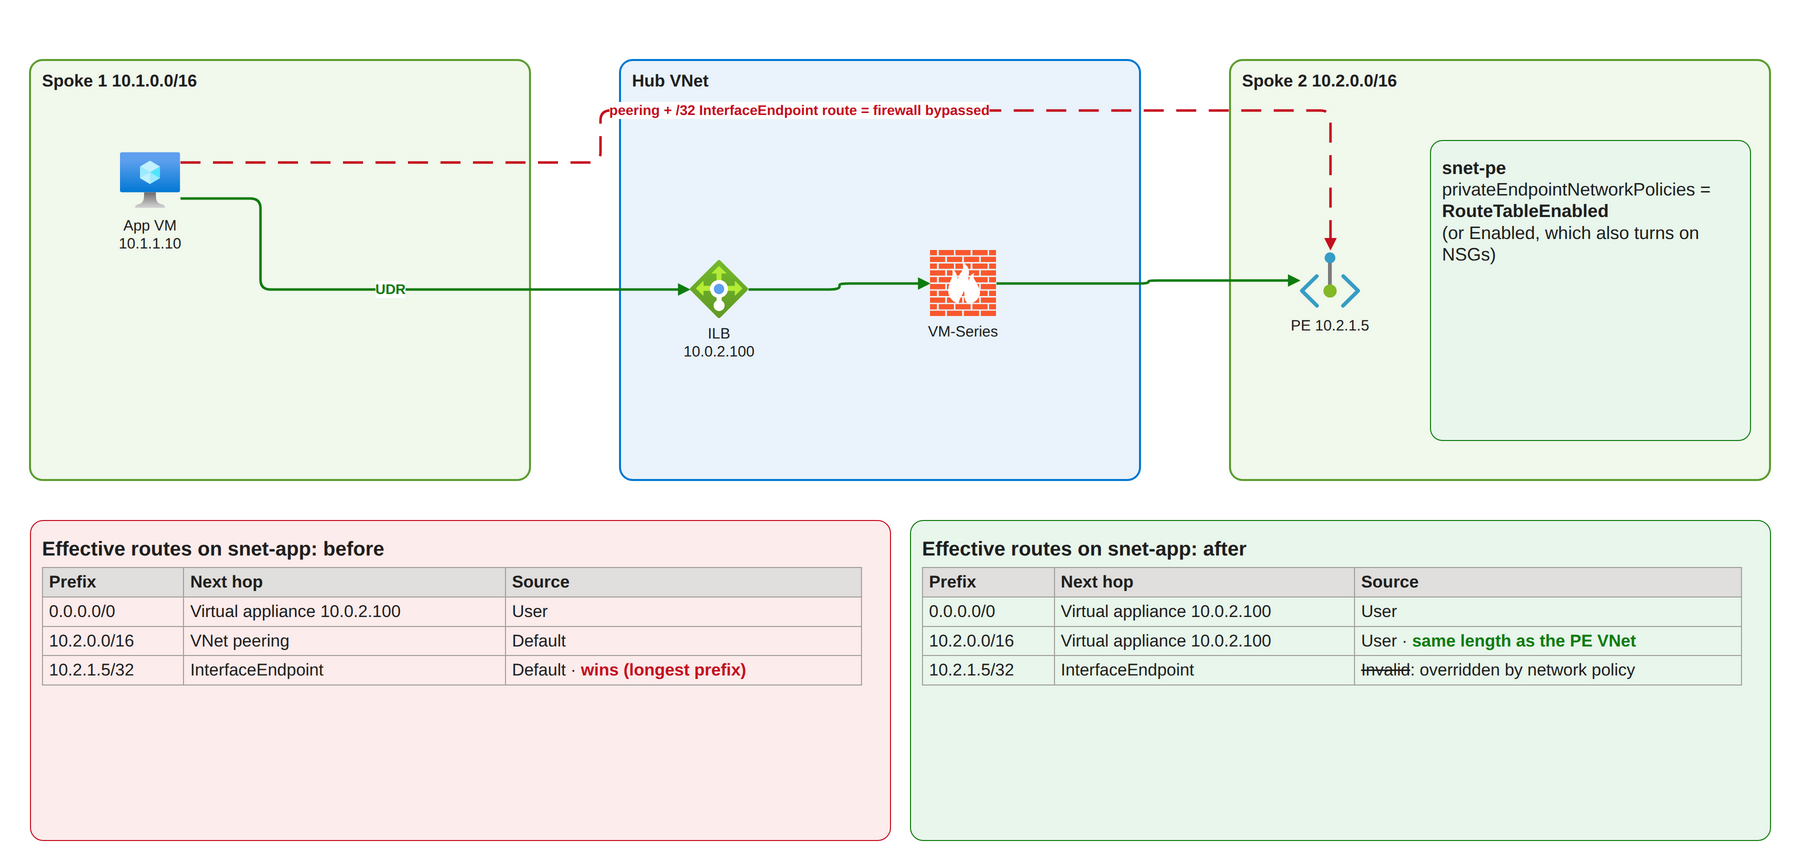 Spoke 1 10.1.0.0/16
Hub VNet
Spoke 2 10.2.0.0/16
peering + /32 InterfaceEndpoint route = firewall bypassed
App VM
10.1.1.10
UDR
ILB
10.0.2.100
VM-Series
PE 10.2.1.5
snet-pe
privateEndpointNetworkPolicies =
RouteTableEnabled
(or Enabled, which also turns on
NSGs)
Effective routes on snet-app: before
Prefix Next hop Source
0.0.0.0/0 Virtual appliance 10.0.2.100 User
10.2.0.0/16 VNet peering Default
10.2.1.5/32 InterfaceEndpoint Default · wins (longest prefix)
Effective routes on snet-app: after
Prefix Next hop Source
0.0.0.0/0 Virtual appliance 10.0.2.100 User
10.2.0.0/16 Virtual appliance 10.0.2.100 User · same length as the PE VNet
10.2.1.5/32 InterfaceEndpoint Invalid: overridden by network policy